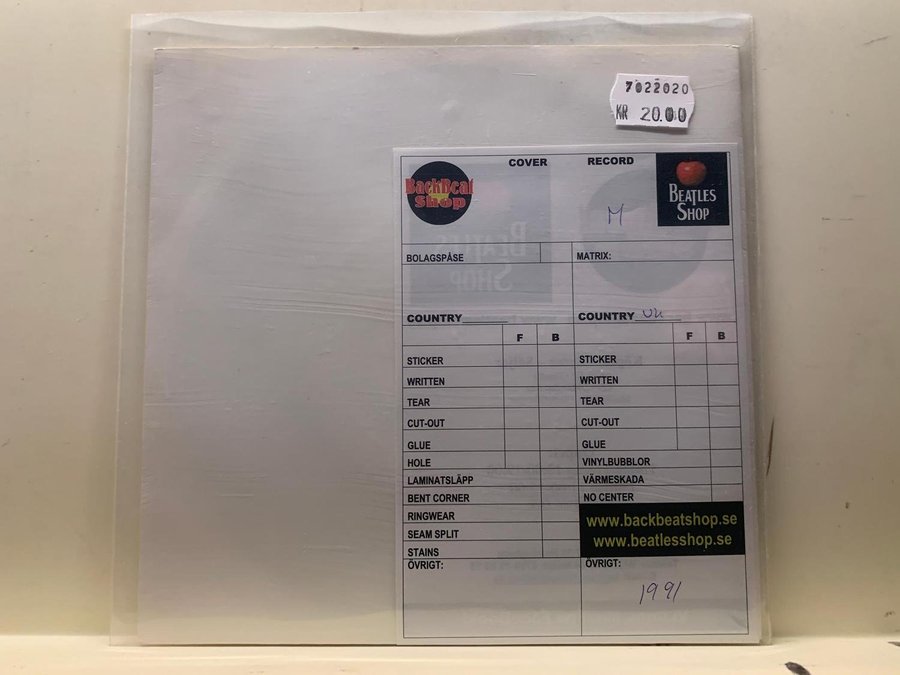 7022020
KR 20.00
COVER RECORD
BackBeat
Shop
BEATLES
SHOP
M
BOLAGSPÅSE MATRIX:
COUNTRY COUNTRY UK
F B F B
STICKER STICKER
WRITTEN WRITTEN
TEAR TEAR
CUT-OUT CUT-OUT
GLUE GLUE
HOLE VINYLBUBBLOR
LAMINATSLÄPP VÄRMESKADA
BENT CORNER NO CENTER
RINGWEAR www.backbeatshop.se
SEAM SPLIT www.beatlesshop.se
STAINS
ÖVRIGT: ÖVRIGT:
1991